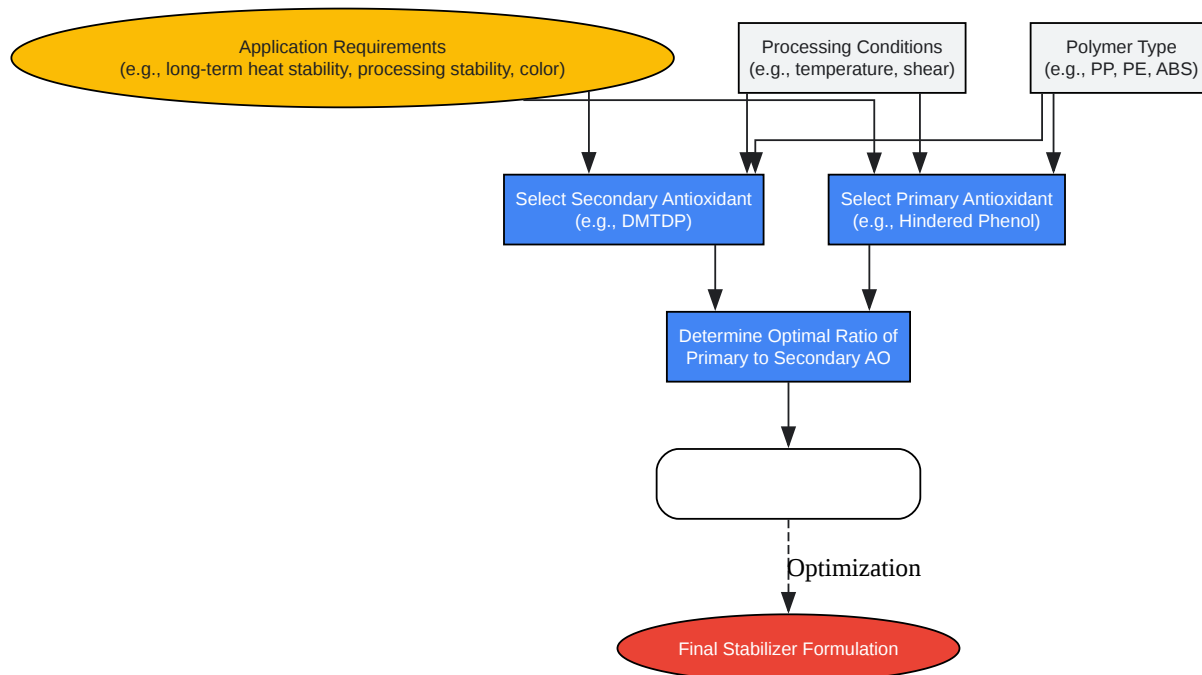 Application Requirements
(e.g., long-term heat stability, processing stability, color)
Processing Conditions
(e.g., temperature, shear)
Polymer Type
(e.g., PP, PE, ABS)
Select Secondary Antioxidant
(e.g., DMTDP)
Select Primary Antioxidant
(e.g., Hindered Phenol)
Determine Optimal Ratio of
Primary to Secondary AO
Optimization
Final Stabilizer Formulation